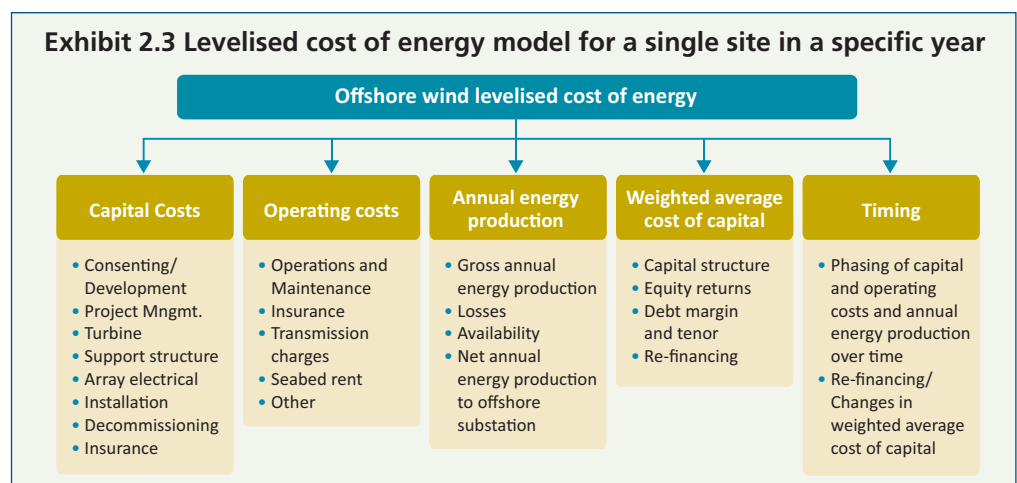 Exhibit 2.3 Levelised cost of energy model for a single site in a specific year
Offshore wind levelised cost of energy
Capital Costs
• Consenting/
Development
• Project Mngmt.
• Turbine
• Support structure
• Array electrical
• Installation
• Decommissioning
• Insurance
Operating costs
• Operations and
Maintenance
• Insurance
• Transmission
charges
• Seabed rent
• Other
Annual energy
production
• Gross annual
energy production
• Losses
• Availability
• Net annual
energy production
to offshore
substation
Weighted average
cost of capital
• Capital structure
• Equity returns
• Debt margin
and tenor
• Re-financing
Timing
• Phasing of capital
and operating
costs and annual
energy production
over time
• Re-financing/
Changes in
weighted average
cost of capital